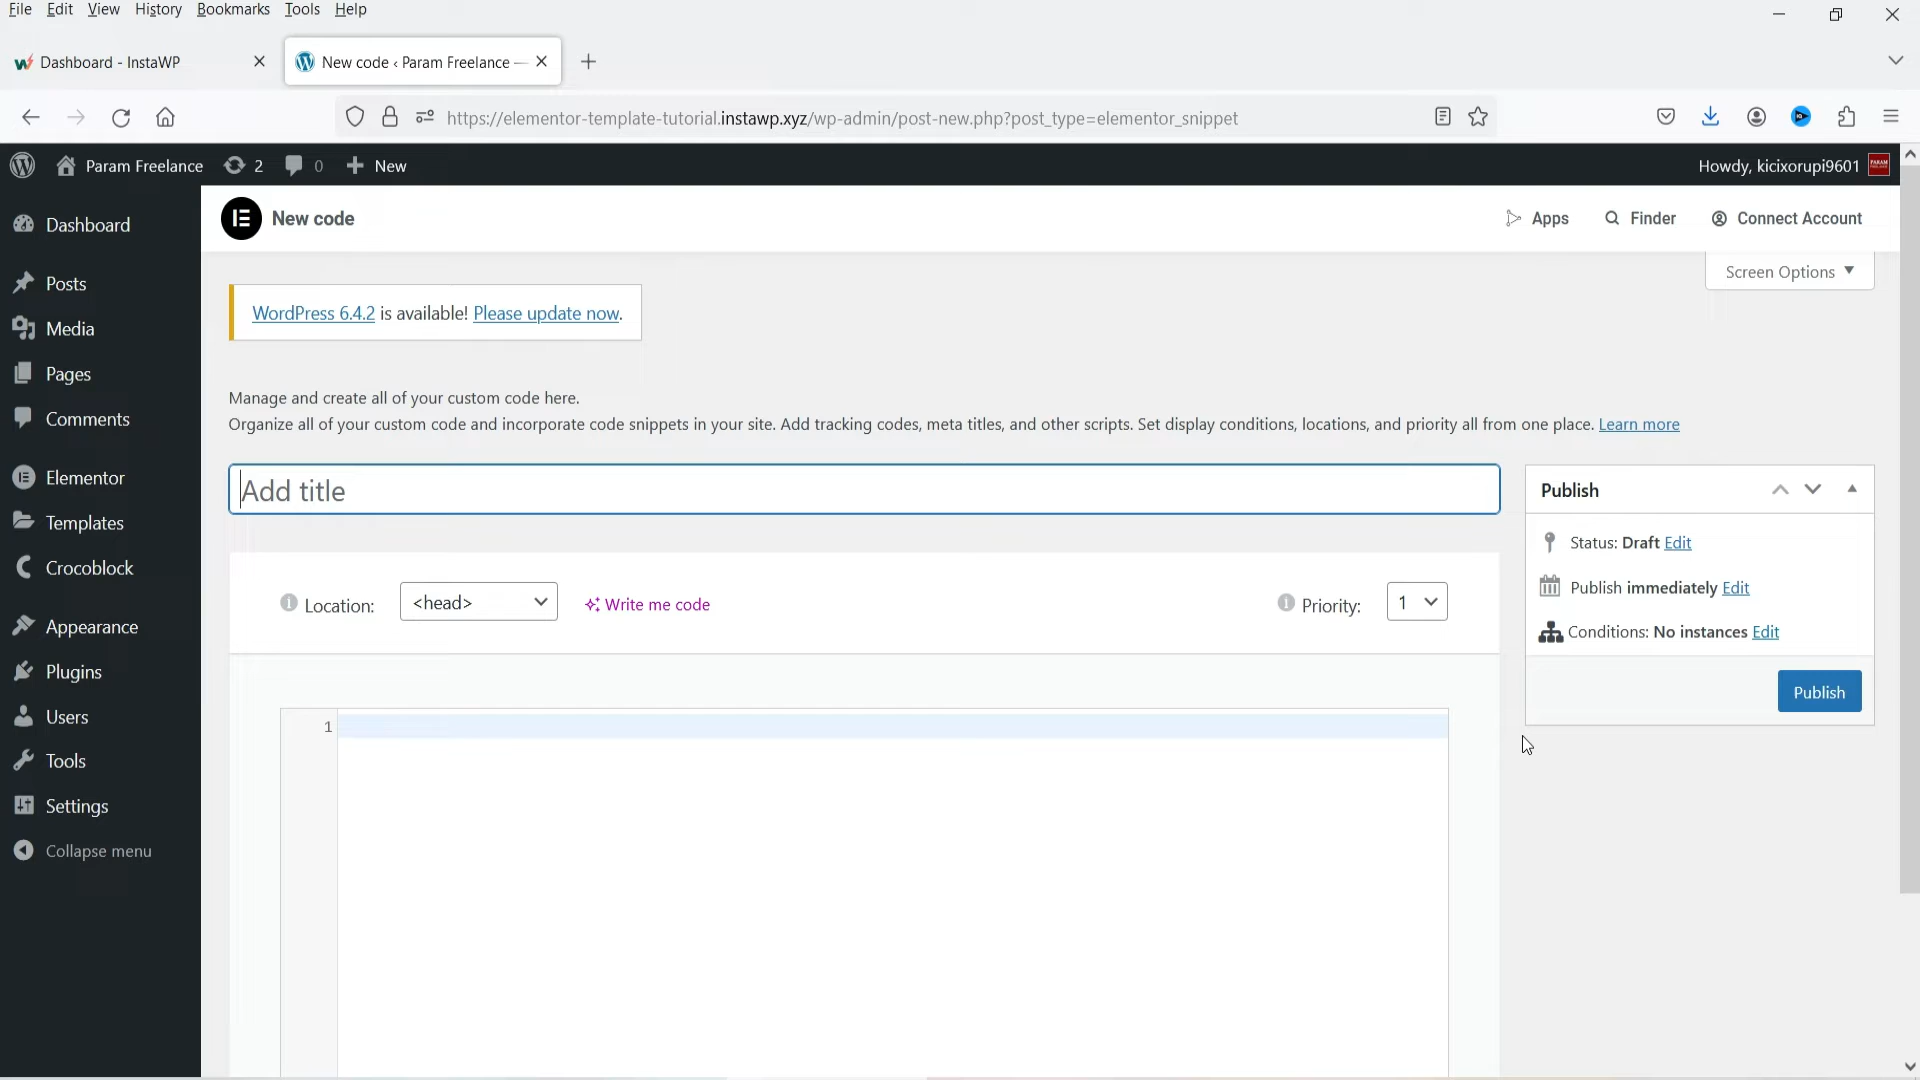 File Edit View History Bookmarks Tools Help
Dashboard - InstaWP
New code ‹ Param Freelance —
https://elementor-template-tutorial.instawp.xyz/wp-admin/post-new.php?post_type=elementor_snippet
Param Freelance 2 0 New
Howdy, kicixorupi9601
Dashboard
Posts
Media
Pages
Comments
Elementor
Templates
Crocoblock
Appearance
Plugins
Users
Tools
Settings
Collapse menu
New code
Apps Finder Connect Account
Screen Options
WordPress 6.4.2 is available! Please update now.
Manage and create all of your custom code here.
Organize all of your custom code and incorporate code snippets in your site. Add tracking codes, meta titles, and other scripts. Set display conditions, locations, and priority all from one place. Learn more
Add title
Location: <head> Write me code Priority: 1
1
Publish
Status: Draft Edit
Publish immediately Edit
Conditions: No instances Edit
Publish